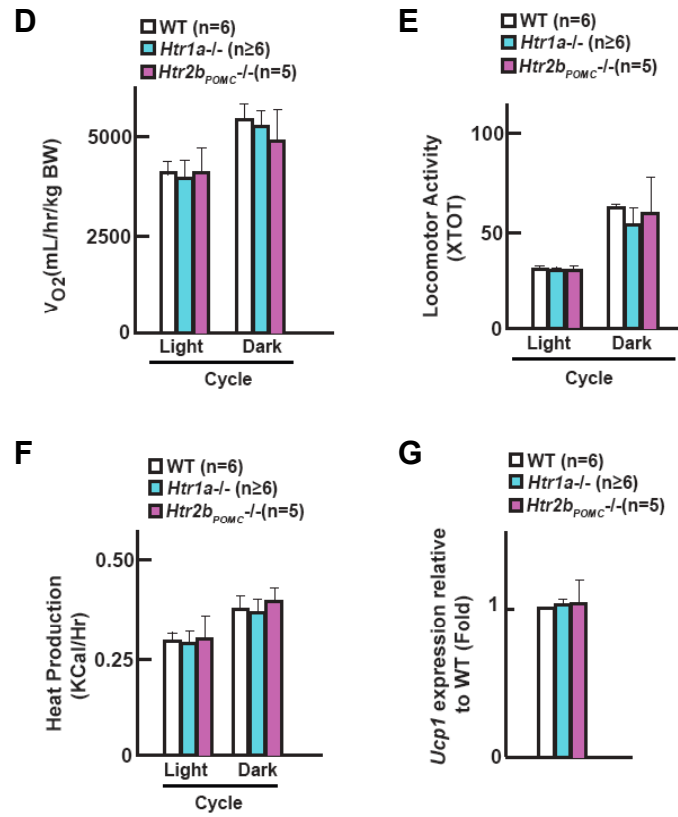 D
WT (n=6)
Htr1a-/- (n≥6)
Htr2bPOMC-/-(n=5)
VO2(mL/hr/kg BW)
5000
2500
0
Light Dark
Cycle
E
WT (n=6)
Htr1a-/- (n≥6)
Htr2bPOMC-/-(n=5)
Locomotor Activity
(XTOT)
100
50
0
Light Dark
Cycle
F
WT (n=6)
Htr1a-/- (n≥6)
Htr2bPOMC-/-(n=5)
Heat Production
(KCal/Hr)
0.50
0.25
0
Light Dark
Cycle
G
WT (n=6)
Htr1a-/- (n≥6)
Htr2bPOMC-/-(n=5)
Ucp1 expression relative
to WT (Fold)
1
0